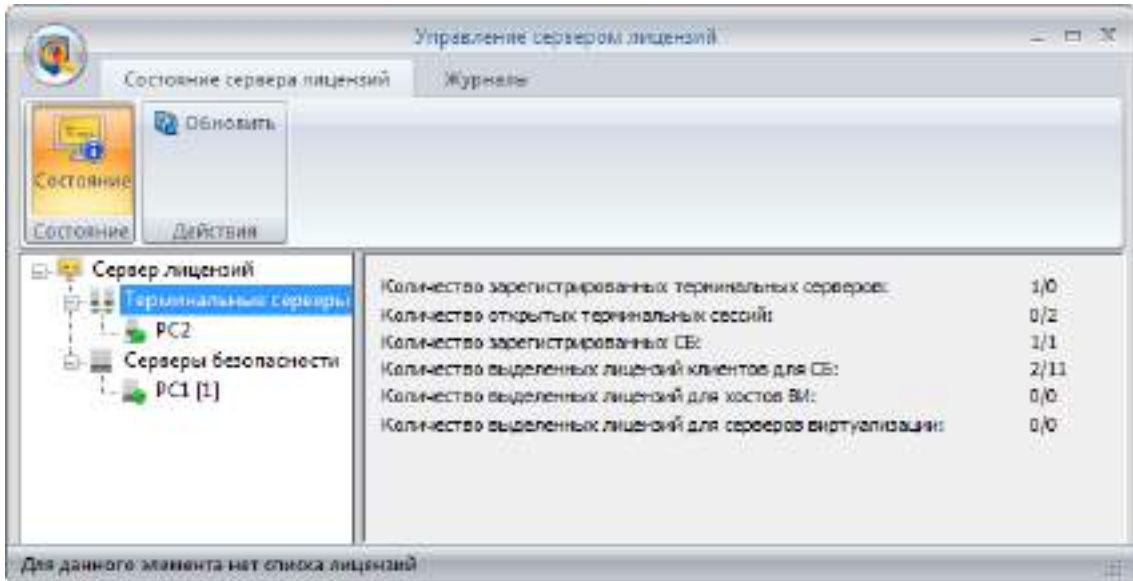 Управление сервером лицензий
Состояние сервера лицензий Журналы
Обновить
Состояние
Состояние Действия
Сервер лицензий
Терминальные серверы
PC2
Серверы безопасности
PC1 [1]
Количество зарегистрированных терминальных серверов: 1/0
Количество открытых терминальных сессий: 0/2
Количество зарегистрированных СБ: 1/1
Количество выделенных лицензий клиентов для СБ: 2/11
Количество выделенных лицензий для хостов ВИ: 0/0
Количество выделенных лицензий для серверов виртуализации: 0/0
Для данного элемента нет списка лицензий